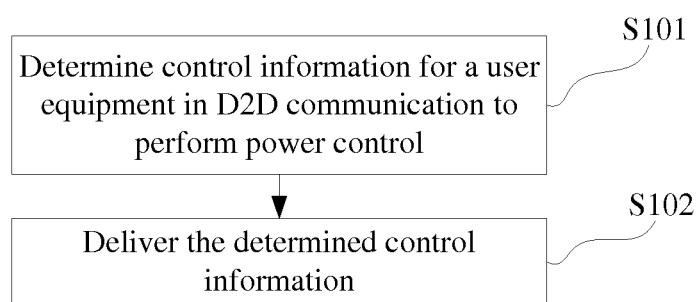 S101
Determine control information for a user
equipment in D2D communication to
perform power control
S102
Deliver the determined control
information